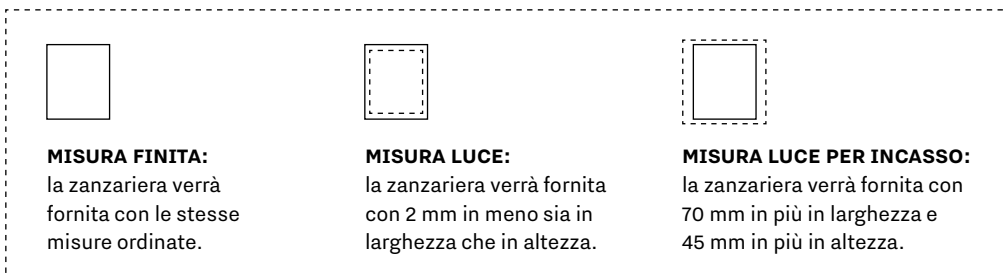 MISURA FINITA:
la zanzariera verrà
fornita con le stesse
misure ordinate.
MISURA LUCE:
la zanzariera verrà fornita
con 2 mm in meno sia in
larghezza che in altezza.
MISURA LUCE PER INCASSO:
la zanzariera verrà fornita con
70 mm in più in larghezza e
45 mm in più in altezza.